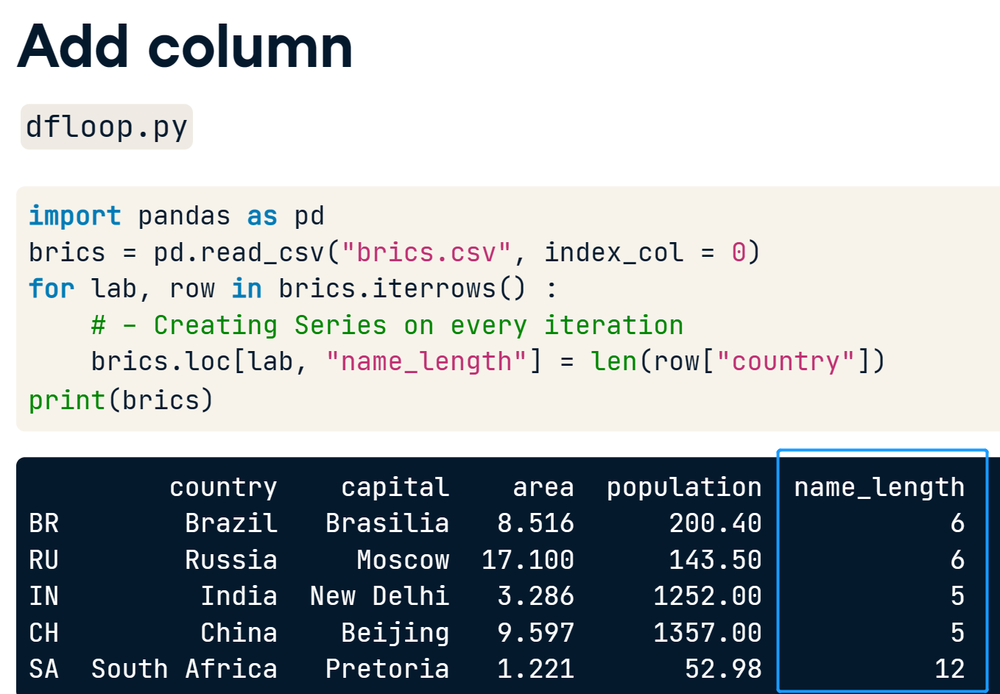 Add column
dfloop.py
import pandas as pd
brics = pd.read_csv("brics.csv", index_col = 0)
for lab, row in brics.iterrows() :
    # - Creating Series on every iteration
    brics.loc[lab, "name_length"] = len(row["country"])
print(brics)
         country    capital    area  population  name_length
BR        Brazil   Brasilia   8.516      200.40            6
RU        Russia     Moscow  17.100      143.50            6
IN         India  New Delhi   3.286     1252.00            5
CH         China    Beijing   9.597     1357.00            5
SA  South Africa   Pretoria   1.221       52.98           12